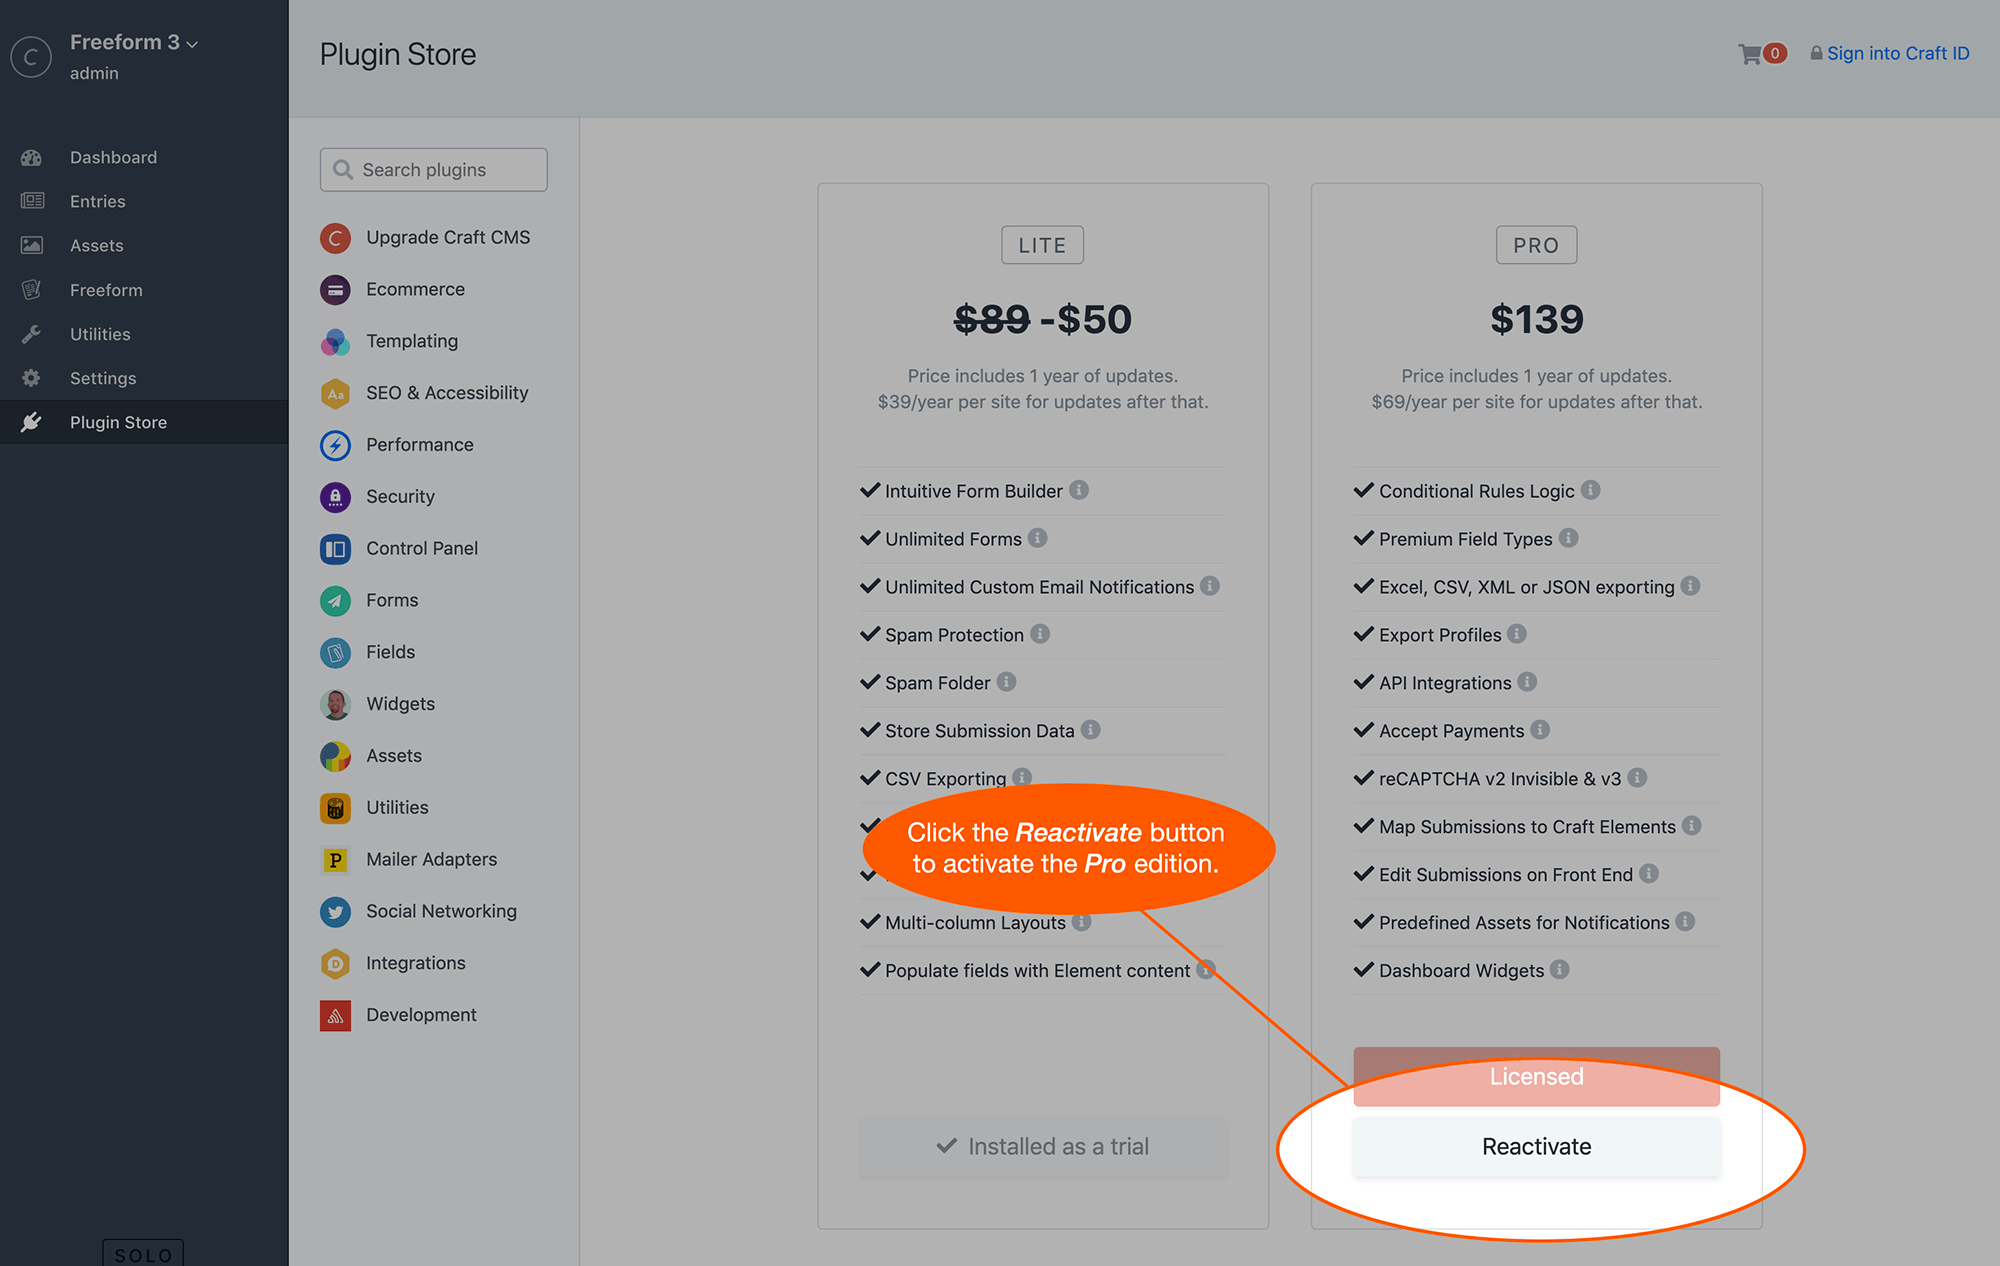 Freeform 3
admin
Dashboard
Entries
Assets
Freeform
Utilities
Settings
Plugin Store
SOLO
Plugin Store
0
Sign into Craft ID
Search plugins
Upgrade Craft CMS
Ecommerce
Templating
SEO & Accessibility
Performance
Security
Control Panel
Forms
Fields
Widgets
Assets
Utilities
Mailer Adapters
Social Networking
Integrations
Development
LITE
$89 -$50
Price includes 1 year of updates.
$39/year per site for updates after that.
Intuitive Form Builder
Unlimited Forms
Unlimited Custom Email Notifications
Spam Protection
Spam Folder
Store Submission Data
CSV Exporting
Click the Reactivate button
to activate the Pro edition.
Multi-column Layouts
Populate fields with Element content
Installed as a trial
PRO
$139
Price includes 1 year of updates.
$69/year per site for updates after that.
Conditional Rules Logic
Premium Field Types
Excel, CSV, XML or JSON exporting
Export Profiles
API Integrations
Accept Payments
reCAPTCHA v2 Invisible & v3
Map Submissions to Craft Elements
Edit Submissions on Front End
Predefined Assets for Notifications
Dashboard Widgets
Licensed
Reactivate